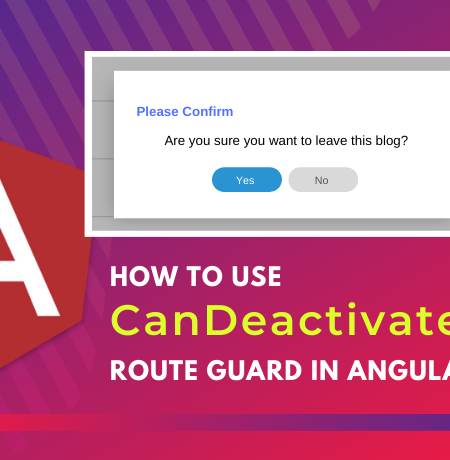 Please Confirm
Are you sure you want to leave this blog?
Yes No
HOW TO USE
CanDeactivate
ROUTE GUARD IN ANGULA